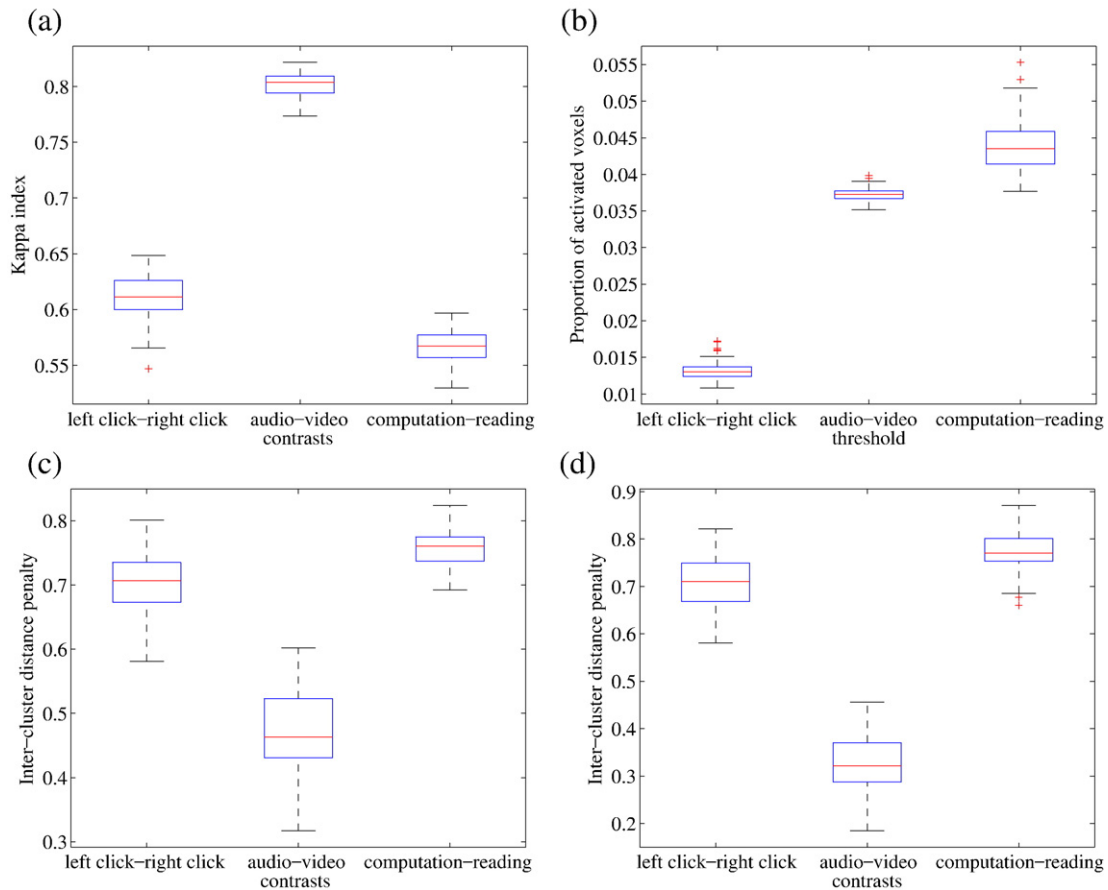 (a)
Kappa index
0.8
0.75
0.7
0.65
0.6
0.55
left click−right click audio−video computation−reading
contrasts
(b)
Proportion of activated voxels
0.055
0.05
0.045
0.04
0.035
0.03
0.025
0.02
0.015
0.01
left click−right click audio−video computation−reading
threshold
(c)
Inter−cluster distance penalty
0.8
0.7
0.6
0.5
0.4
0.3
left click−right click audio−video computation−reading
contrasts
(d)
Inter−cluster distance penalty
0.9
0.8
0.7
0.6
0.5
0.4
0.3
0.2
left click−right click audio−video computation−reading
contrasts